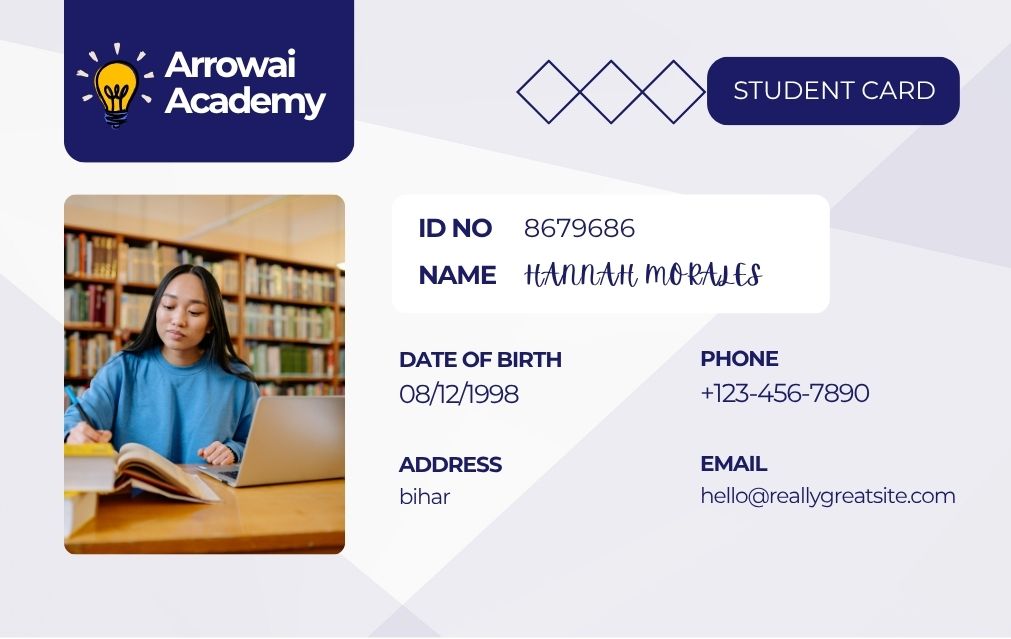 Arrowai
Academy
STUDENT CARD
ID NO 8679686
NAME HANNAH MORALES
DATE OF BIRTH
08/12/1998
PHONE
+123-456-7890
ADDRESS
bihar
EMAIL
hello@reallygreatsite.com